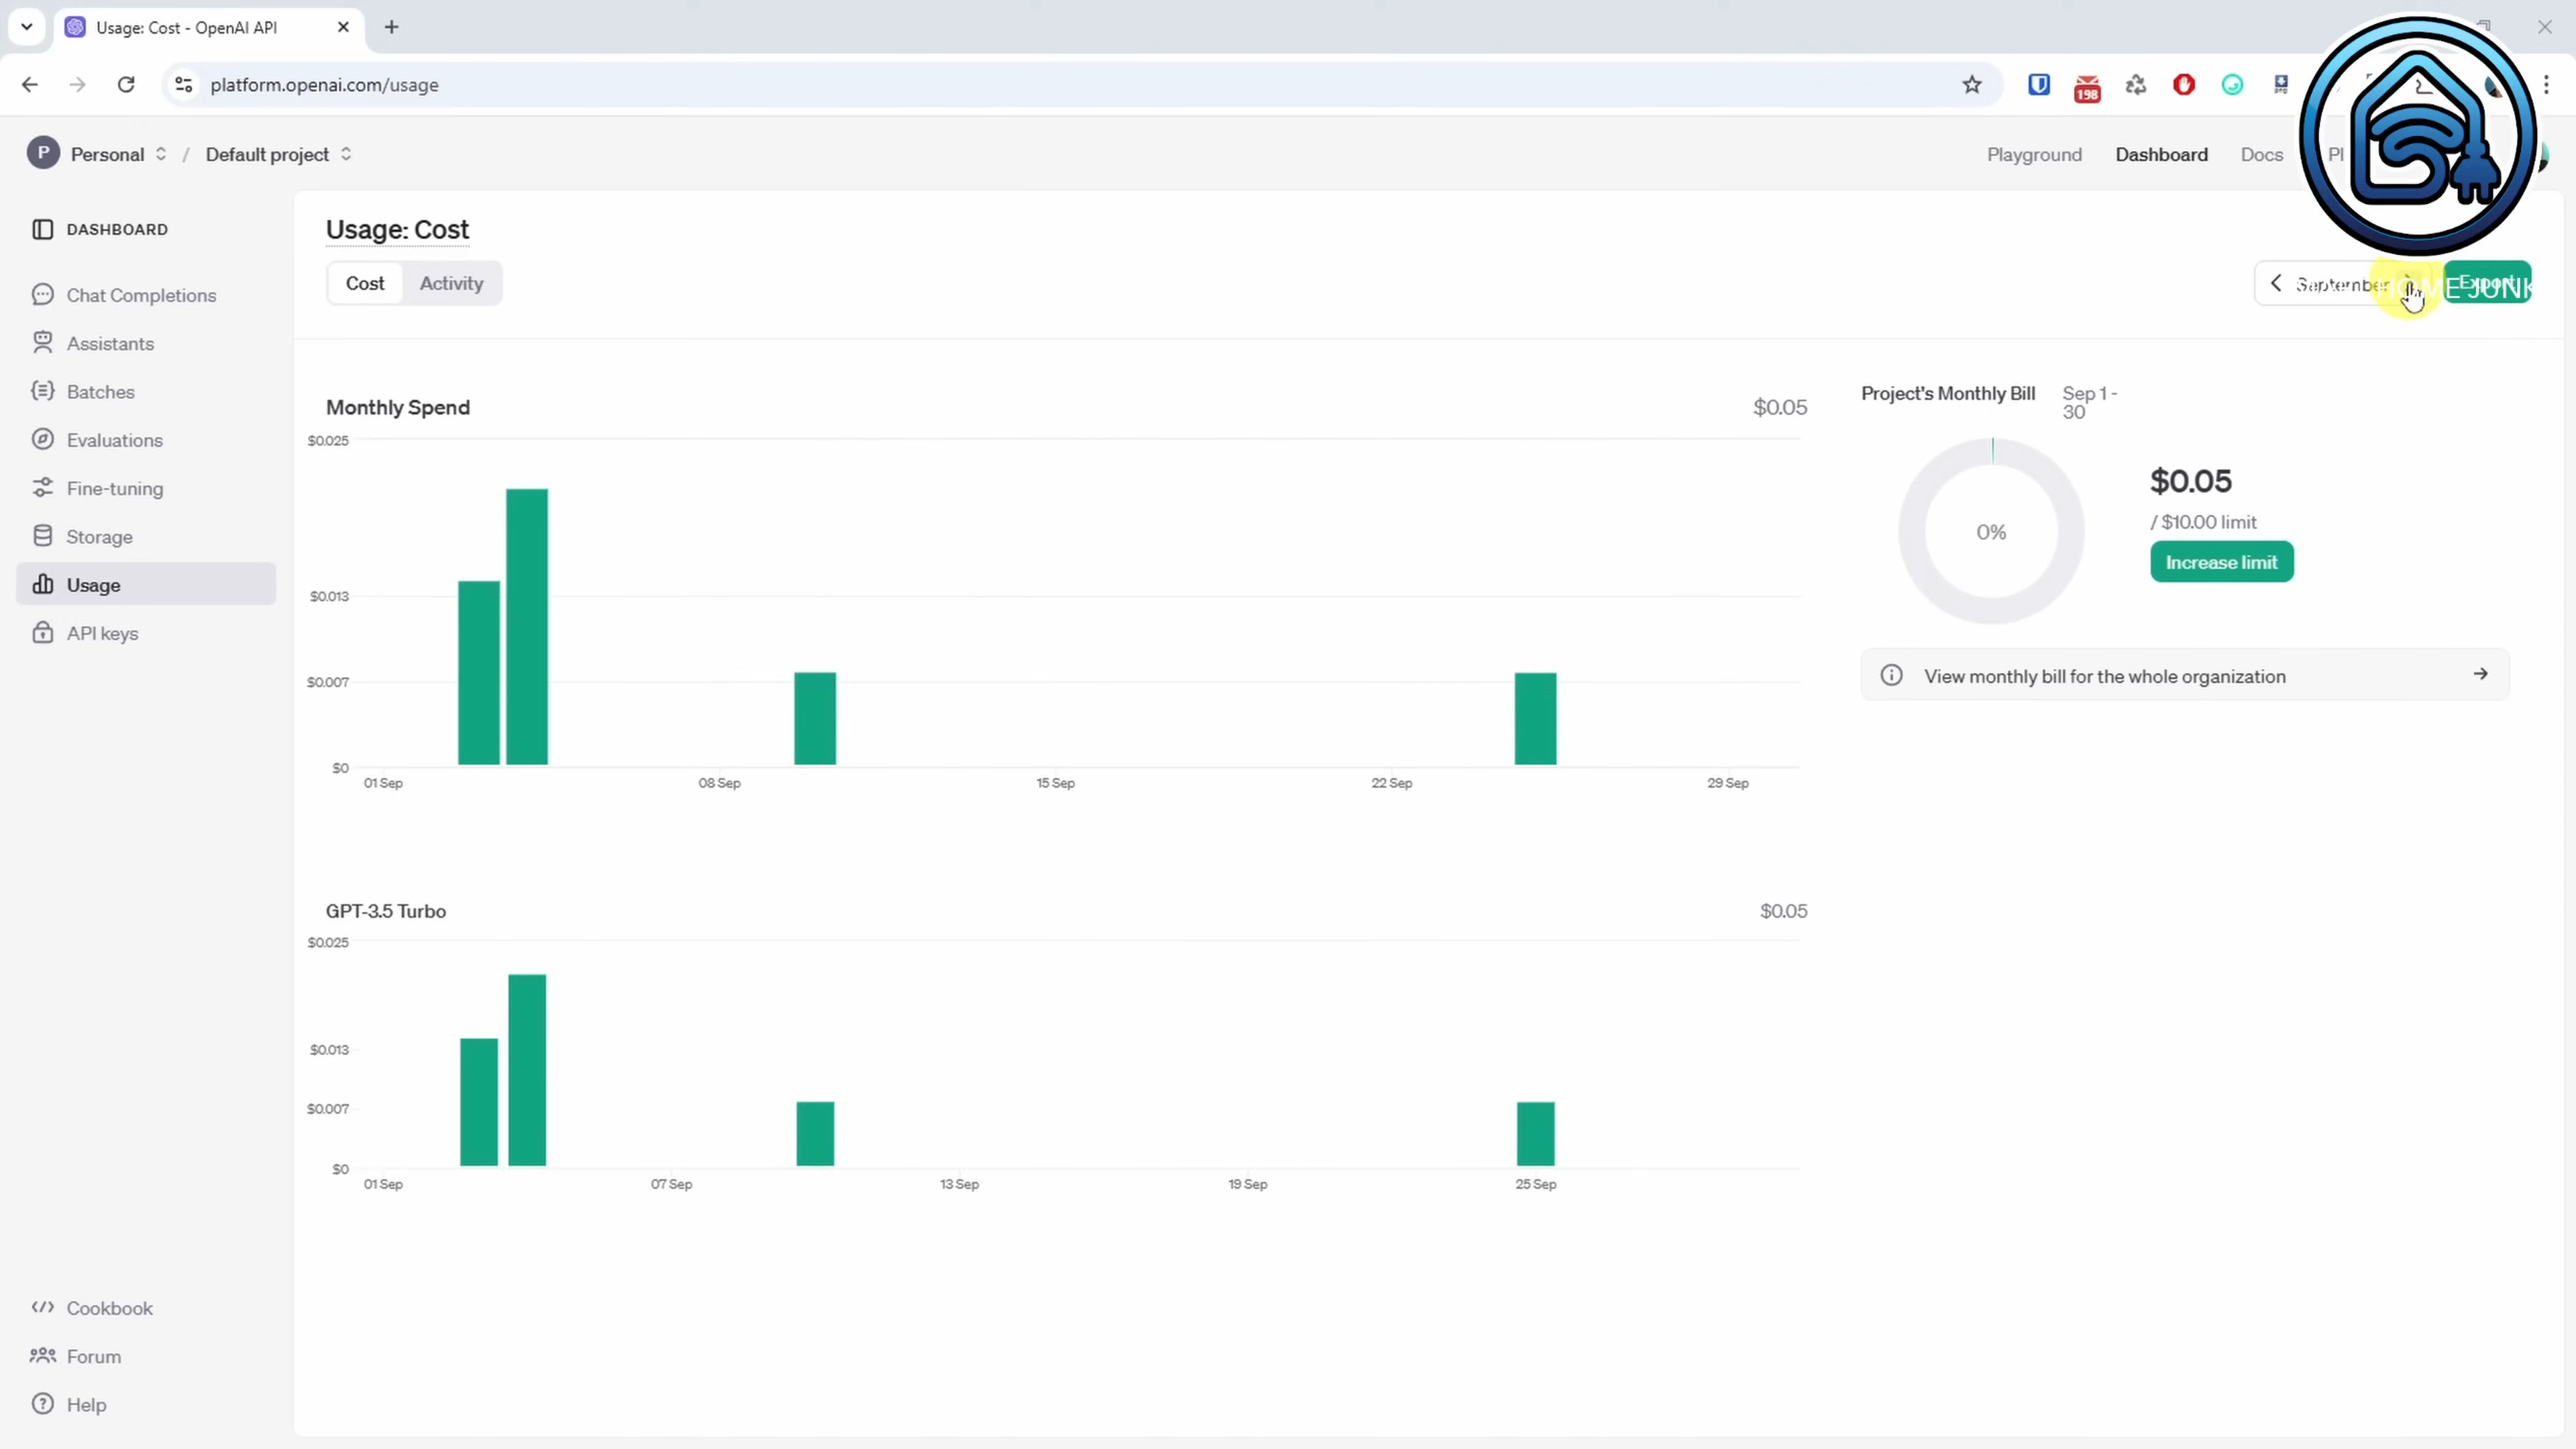 Usage: Cost - OpenAI API
platform.openai.com/usage
198
P Personal / Default project
Playground Dashboard Docs
DASHBOARD
Chat Completions
Assistants
Batches
Evaluations
Fine-tuning
Storage
Usage
API keys
Cookbook
Forum
Help
Usage: Cost
Cost Activity
September
Export
HOME JUNK
Monthly Spend $0.05
$0.025
$0.013
$0.007
$0
01 Sep 08 Sep 15 Sep 22 Sep 29 Sep
GPT-3.5 Turbo $0.05
$0.025
$0.013
$0.007
$0
01 Sep 07 Sep 13 Sep 19 Sep 25 Sep
Project's Monthly Bill Sep 1 -
30
0%
$0.05
/ $10.00 limit
Increase limit
View monthly bill for the whole organization